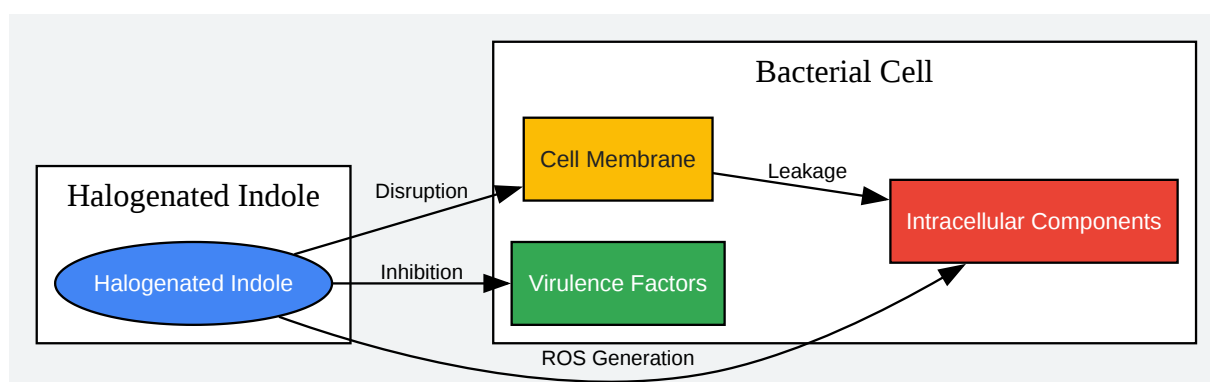 Bacterial Cell
Cell Membrane
Leakage
Intracellular Components
Halogenated Indole
Disruption
Halogenated Indole
Inhibition
Virulence Factors
ROS Generation